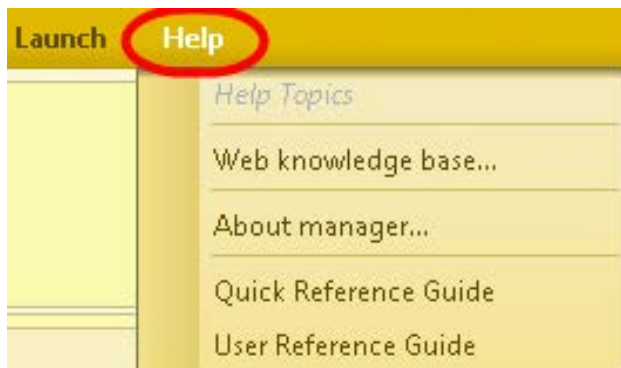 Launch Help
Help Topics
Web knowledge base...
About manager...
Quick Reference Guide
User Reference Guide